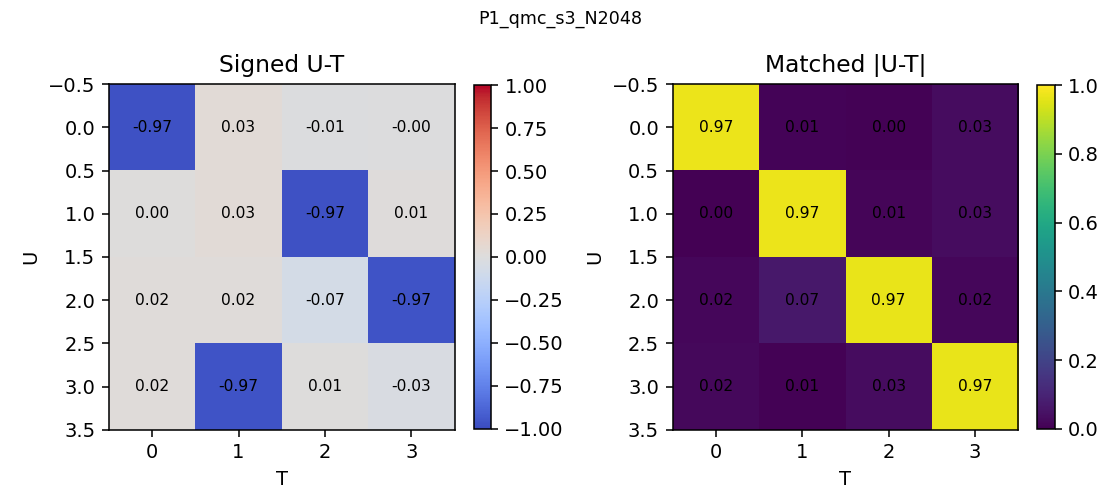 P1_qmc_s3_N2048
Signed U-T
Matched |U-T|
−0.5
0.0
0.5
1.0
1.5
2.0
2.5
3.0
3.5
U
-0.97 0.03 -0.01 -0.00
0.00 0.03 -0.97 0.01
0.02 0.02 -0.07 -0.97
0.02 -0.97 0.01 -0.03
0 1 2 3
T
1.00
0.75
0.50
0.25
0.00
−0.25
−0.50
−0.75
−1.00
−0.5
0.0
0.5
1.0
1.5
2.0
2.5
3.0
3.5
U
0.97 0.01 0.00 0.03
0.00 0.97 0.01 0.03
0.02 0.07 0.97 0.02
0.02 0.01 0.03 0.97
0 1 2 3
T
1.0
0.8
0.6
0.4
0.2
0.0